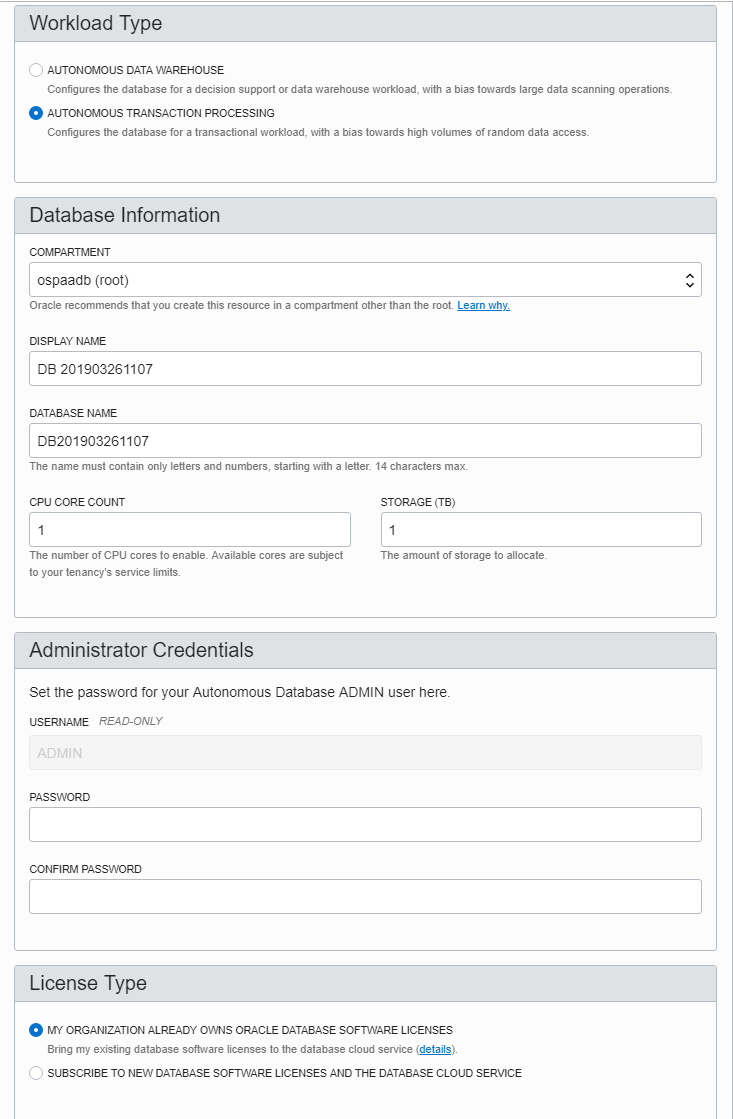 Workload Type
AUTONOMOUS DATA WAREHOUSE
Configures the database for a decision support or data warehouse workload, with a bias towards large data scanning operations.
AUTONOMOUS TRANSACTION PROCESSING
Configures the database for a transactional workload, with a bias towards high volumes of random data access.
Database Information
COMPARTMENT
ospaadb (root)
Oracle recommends that you create this resource in a compartment other than the root. Learn why.
DISPLAY NAME
DB 201903261107
DATABASE NAME
DB201903261107
The name must contain only letters and numbers, starting with a letter. 14 characters max.
CPU CORE COUNT
1
The number of CPU cores to enable. Available cores are subject
to your tenancy's service limits.
STORAGE (TB)
1
The amount of storage to allocate.
Administrator Credentials
Set the password for your Autonomous Database ADMIN user here.
USERNAME READ-ONLY
ADMIN
PASSWORD
CONFIRM PASSWORD
License Type
MY ORGANIZATION ALREADY OWNS ORACLE DATABASE SOFTWARE LICENSES
Bring my existing database software licenses to the database cloud service (details).
SUBSCRIBE TO NEW DATABASE SOFTWARE LICENSES AND THE DATABASE CLOUD SERVICE